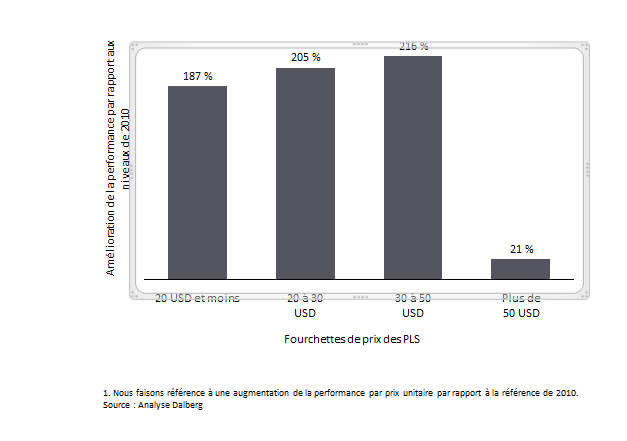 Amélioration de la performance par rapport aux
niveaux de 2010
187 %
205 %
216 %
21 %
20 USD et moins
20 à 30
USD
30 à 50
USD
Plus de
50 USD
Fourchettes de prix des PLS
1. Nous faisons référence à une augmentation de la performance par prix unitaire par rapport à la référence de 2010.
Source : Analyse Dalberg